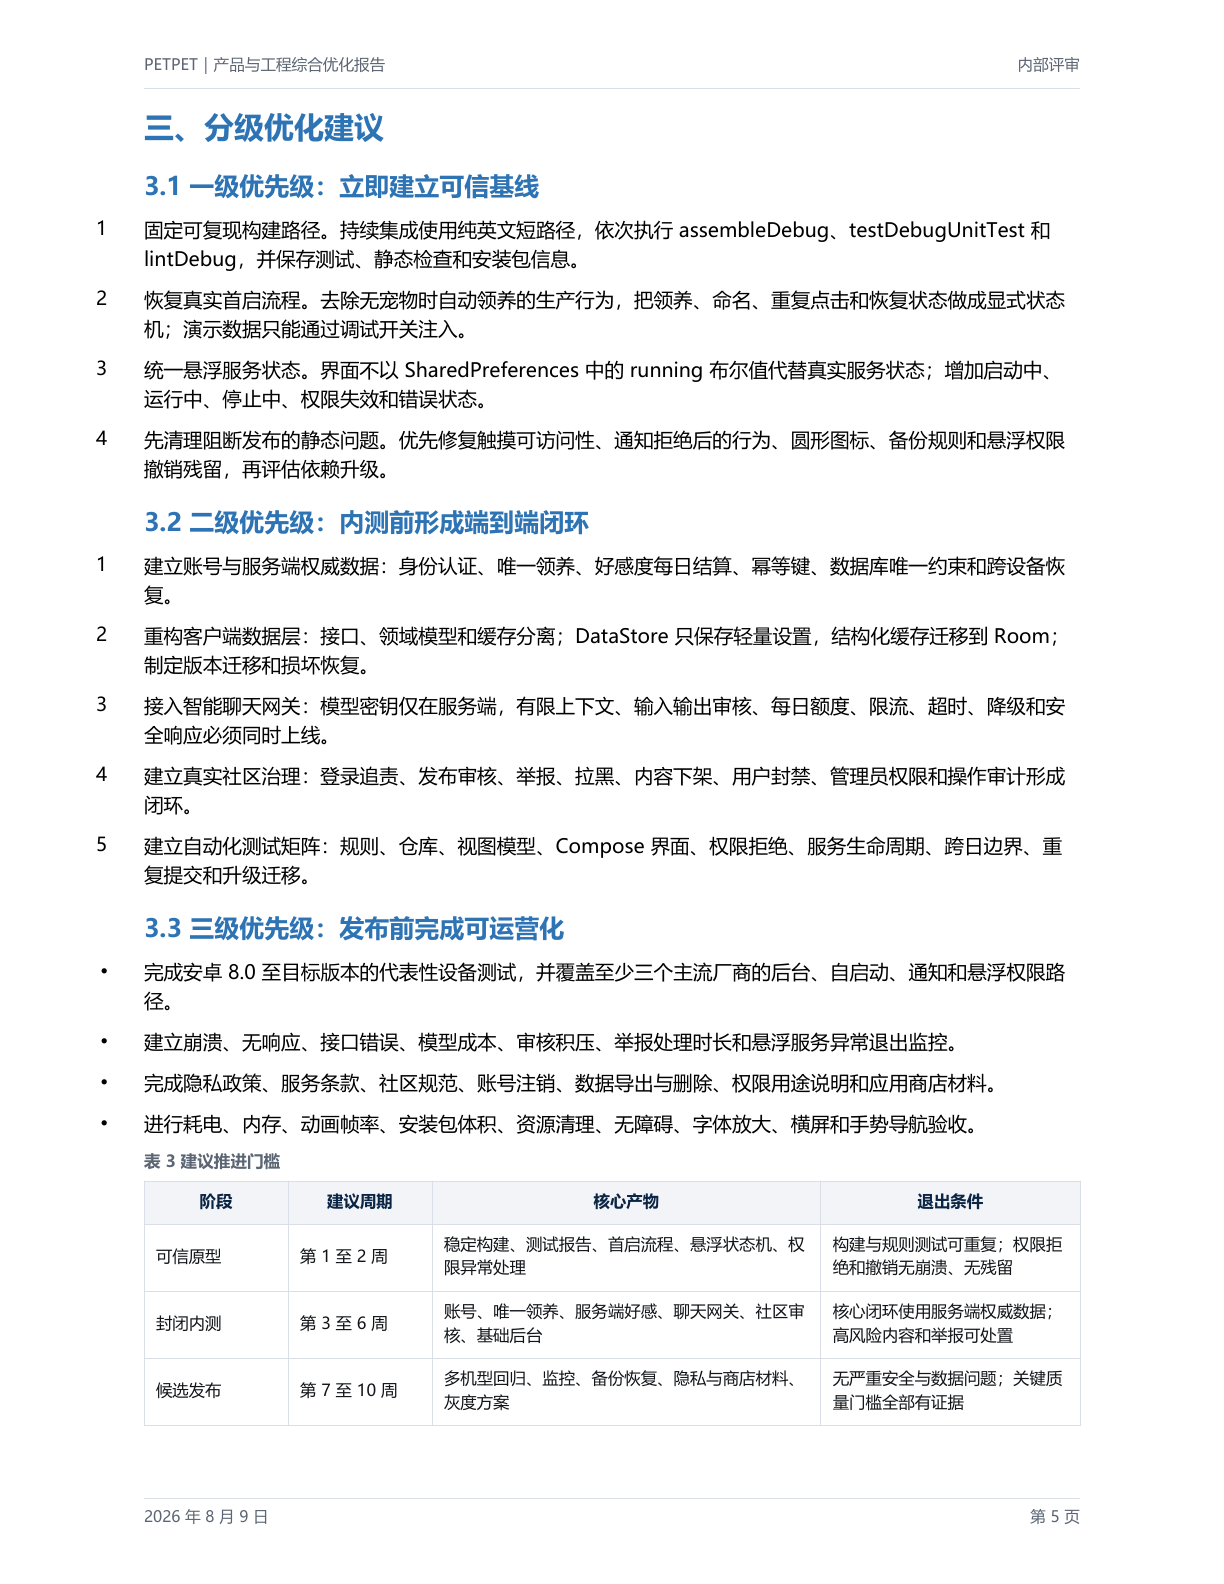 PETPET | 产品与工程综合优化报告
内部评审
三、分级优化建议
3.1 一级优先级：立即建立可信基线
1 固定可复现构建路径。持续集成使用纯英文短路径，依次执行 assembleDebug、testDebugUnitTest 和
lintDebug，并保存测试、静态检查和安装包信息。
2 恢复真实首启流程。去除无宠物时自动领养的生产行为，把领养、命名、重复点击和恢复状态做成显式状态
机；演示数据只能通过调试开关注入。
3 统一悬浮服务状态。界面不以 SharedPreferences 中的 running 布尔值代替真实服务状态；增加启动中、
运行中、停止中、权限失效和错误状态。
4 先清理阻断发布的静态问题。优先修复触摸可访问性、通知拒绝后的行为、圆形图标、备份规则和悬浮权限
撤销残留，再评估依赖升级。
3.2 二级优先级：内测前形成端到端闭环
1 建立账号与服务端权威数据：身份认证、唯一领养、好感度每日结算、幂等键、数据库唯一约束和跨设备恢
复。
2 重构客户端数据层：接口、领域模型和缓存分离；DataStore 只保存轻量设置，结构化缓存迁移到 Room；
制定版本迁移和损坏恢复。
3 接入智能聊天网关：模型密钥仅在服务端，有限上下文、输入输出审核、每日额度、限流、超时、降级和安
全响应必须同时上线。
4 建立真实社区治理：登录追责、发布审核、举报、拉黑、内容下架、用户封禁、管理员权限和操作审计形成
闭环。
5 建立自动化测试矩阵：规则、仓库、视图模型、Compose 界面、权限拒绝、服务生命周期、跨日边界、重
复提交和升级迁移。
3.3 三级优先级：发布前完成可运营化
• 完成安卓 8.0 至目标版本的代表性设备测试，并覆盖至少三个主流厂商的后台、自启动、通知和悬浮权限路
径。
• 建立崩溃、无响应、接口错误、模型成本、审核积压、举报处理时长和悬浮服务异常退出监控。
• 完成隐私政策、服务条款、社区规范、账号注销、数据导出与删除、权限用途说明和应用商店材料。
• 进行耗电、内存、动画帧率、安装包体积、资源清理、无障碍、字体放大、横屏和手势导航验收。
表 3 建议推进门槛
阶段 建议周期 核心产物 退出条件
可信原型
第 1 至 2 周
稳定构建、测试报告、首启流程、悬浮状态机、权
限异常处理
构建与规则测试可重复；权限拒
绝和撤销无崩溃、无残留
封闭内测
第 3 至 6 周
账号、唯一领养、服务端好感、聊天网关、社区审
核、基础后台
核心闭环使用服务端权威数据；
高风险内容和举报可处置
候选发布
第 7 至 10 周
多机型回归、监控、备份恢复、隐私与商店材料、
灰度方案
无严重安全与数据问题；关键质
量门槛全部有证据
2026 年 8 月 9 日
第 5 页